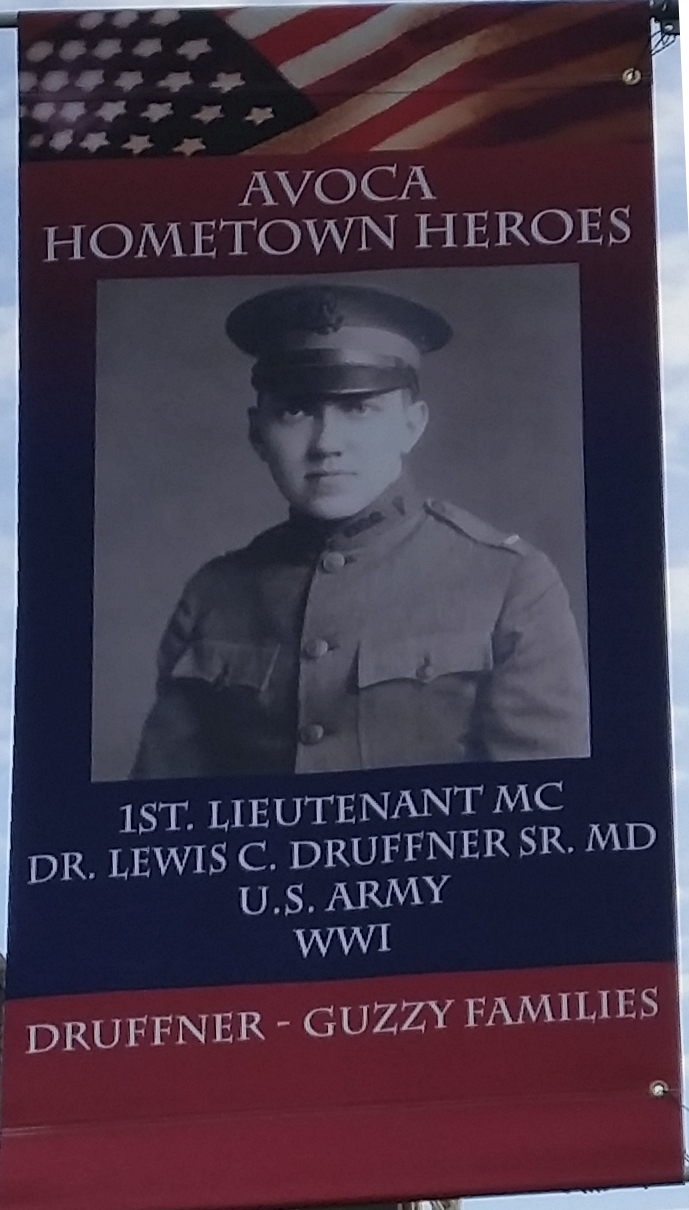 AVOCA
HOMETOWN HEROES
1ST. LIEUTENANT MC
DR. LEWIS C. DRUFFNER SR. MD
U.S. ARMY
WWI
DRUFFNER - GUZZY FAMILIES